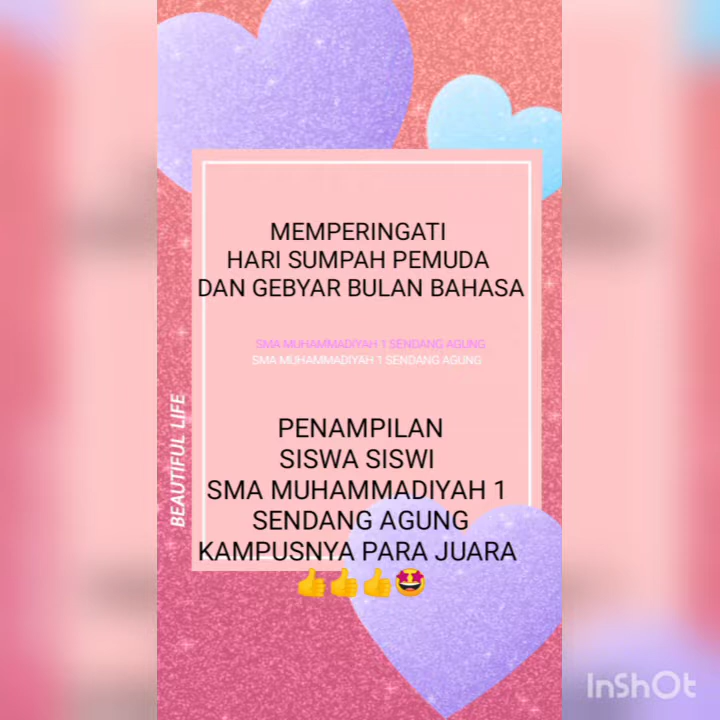 MEMPERINGATI
HARI SUMPAH PEMUDA
DAN GEBYAR BULAN BAHASA
SMA MUHAMMADIYAH 1 SENDANG AGUNG
SMA MUHAMMADIYAH 1 SENDANG AGUNG
BEAUTIFUL LIFE
PENAMPILAN
SISWA SISWI
SMA MUHAMMADIYAH 1
SENDANG AGUNG
KAMPUSNYA PARA JUARA
👍👍👍🤩
InShOt